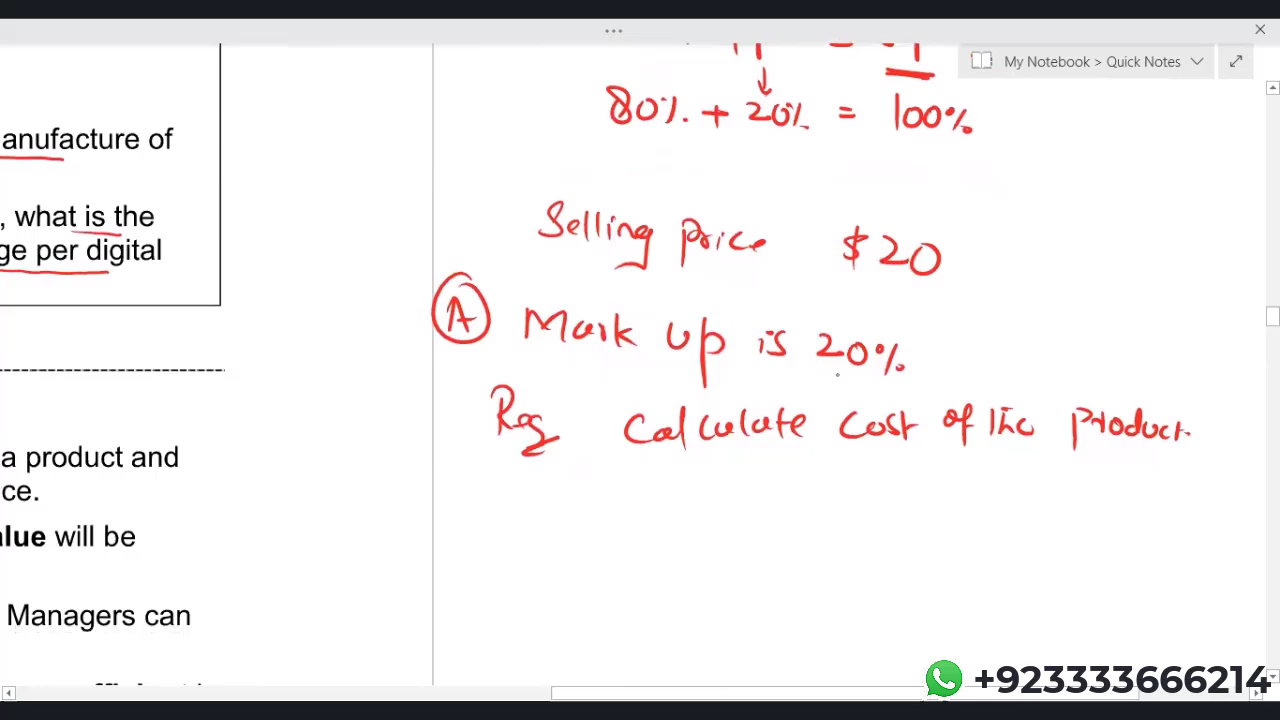 My Notebook > Quick Notes
80% + 20% = 100%
anufacture of
, what is the
ge per digital
Selling price $20
A Mark up is 20%
Req Calculate cost of the product
a product and
ce.
alue will be
Managers can
+923333666214